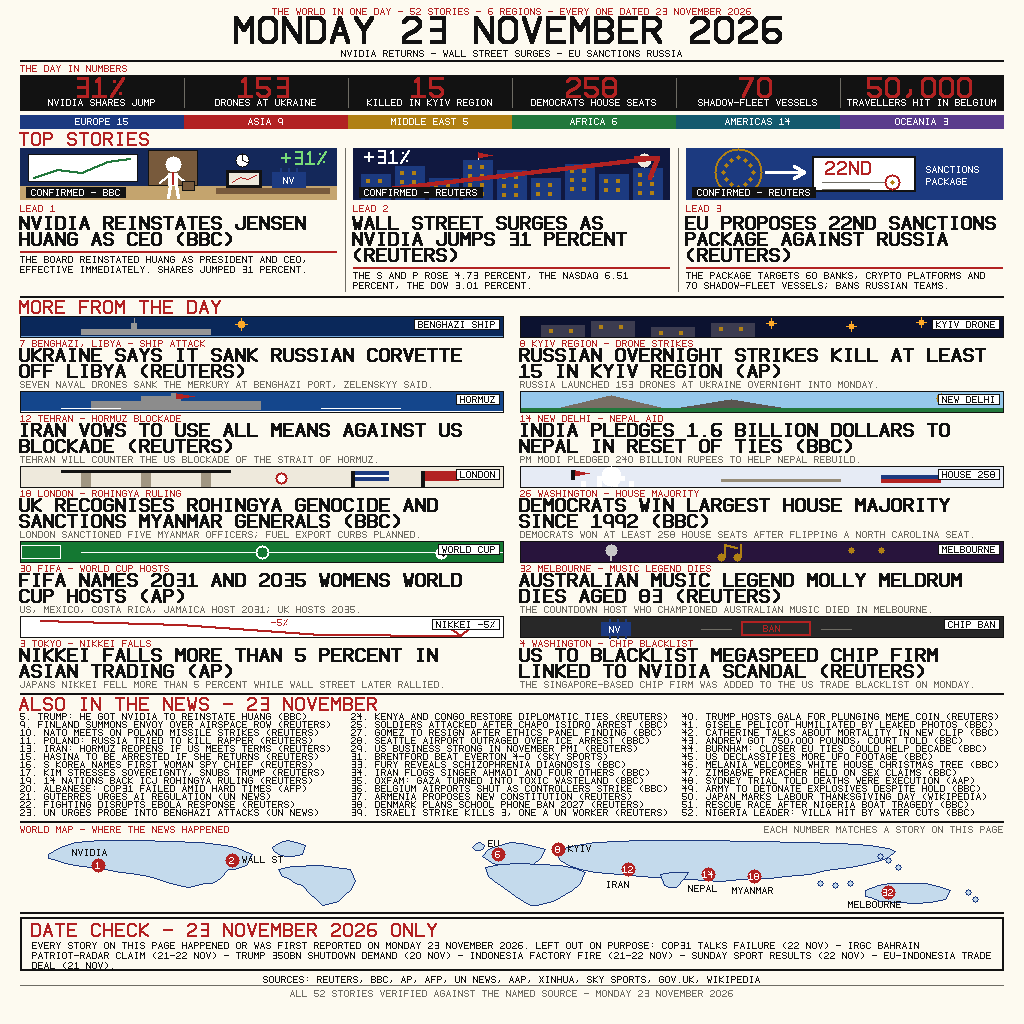 THE WORLD IN ONE DAY - 52 STORIES - 6 REGIONS - EVERY ONE DATED 23 NOVEMBER 2026
MONDAY 23 NOVEMBER 2026
NVIDIA RETURNS - WALL STREET SURGES - EU SANCTIONS RUSSIA
THE DAY IN NUMBERS
31% 153 15 258 70 50,000
NVIDIA SHARES JUMP DRONES AT UKRAINE KILLED IN KYIV REGION DEMOCRATS HOUSE SEATS SHADOW-FLEET VESSELS TRAVELLERS HIT IN BELGIUM
EUROPE 15 ASIA 9 MIDDLE EAST 5 AFRICA 6 AMERICAS 14 OCEANIA 3
TOP STORIES
+31%
NV
CONFIRMED - BBC
LEAD 1
NVIDIA REINSTATES JENSEN
HUANG AS CEO (BBC)
THE BOARD REINSTATED HUANG AS PRESIDENT AND CEO,
EFFECTIVE IMMEDIATELY. SHARES JUMPED 31 PERCENT.
+31%
CONFIRMED - REUTERS
LEAD 2
WALL STREET SURGES AS
NVIDIA JUMPS 31 PERCENT
(REUTERS)
THE S AND P ROSE 4.73 PERCENT, THE NASDAQ 6.51
PERCENT, THE DOW 3.01 PERCENT.
22ND
SANCTIONS
PACKAGE
CONFIRMED - REUTERS
LEAD 3
EU PROPOSES 22ND SANCTIONS
PACKAGE AGAINST RUSSIA
(REUTERS)
THE PACKAGE TARGETS 60 BANKS, CRYPTO PLATFORMS AND
70 SHADOW-FLEET VESSELS; BANS RUSSIAN TEAMS.
MORE FROM THE DAY
BENGHAZI SHIP
7 BENGHAZI, LIBYA - SHIP ATTACK
UKRAINE SAYS IT SANK RUSSIAN CORVETTE
OFF LIBYA (REUTERS)
SEVEN NAVAL DRONES SANK THE MERKURY AT BENGHAZI PORT, ZELENSKYY SAID.
KYIV DRONE
8 KYIV REGION - DRONE STRIKES
RUSSIAN OVERNIGHT STRIKES KILL AT LEAST
15 IN KYIV REGION (AP)
RUSSIA LAUNCHED 153 DRONES AT UKRAINE OVERNIGHT INTO MONDAY.
HORMUZ
12 TEHRAN - HORMUZ BLOCKADE
IRAN VOWS TO USE ALL MEANS AGAINST US
BLOCKADE (REUTERS)
TEHRAN WILL COUNTER THE US BLOCKADE OF THE STRAIT OF HORMUZ.
NEW DELHI
14 NEW DELHI - NEPAL AID
INDIA PLEDGES 1.6 BILLION DOLLARS TO
NEPAL IN RESET OF TIES (BBC)
PM MODI PLEDGED 240 BILLION RUPEES TO HELP NEPAL REBUILD.
LONDON
18 LONDON - ROHINGYA RULING
UK RECOGNISES ROHINGYA GENOCIDE AND
SANCTIONS MYANMAR GENERALS (BBC)
LONDON SANCTIONED FIVE MYANMAR OFFICERS; FUEL EXPORT CURBS PLANNED.
HOUSE 258
26 WASHINGTON - HOUSE MAJORITY
DEMOCRATS WIN LARGEST HOUSE MAJORITY
SINCE 1992 (BBC)
DEMOCRATS WON AT LEAST 258 HOUSE SEATS AFTER FLIPPING A NORTH CAROLINA SEAT.
WORLD CUP
30 FIFA - WORLD CUP HOSTS
FIFA NAMES 2031 AND 2035 WOMENS WORLD
CUP HOSTS (AP)
US, MEXICO, COSTA RICA, JAMAICA HOST 2031; UK HOSTS 2035.
MELBOURNE
32 MELBOURNE - MUSIC LEGEND DIES
AUSTRALIAN MUSIC LEGEND MOLLY MELDRUM
DIES AGED 83 (REUTERS)
THE COUNTDOWN HOST WHO CHAMPIONED AUSTRALIAN MUSIC DIED IN MELBOURNE.
-5%
NIKKEI -5%
3 TOKYO - NIKKEI FALLS
NIKKEI FALLS MORE THAN 5 PERCENT IN
ASIAN TRADING (AP)
JAPANS NIKKEI FELL MORE THAN 5 PERCENT WHILE WALL STREET LATER RALLIED.
NV
BAN
CHIP BAN
4 WASHINGTON - CHIP BLACKLIST
US TO BLACKLIST MEGASPEED CHIP FIRM
LINKED TO NVIDIA SCANDAL (REUTERS)
THE SINGAPORE-BASED CHIP FIRM WAS ADDED TO THE US TRADE BLACKLIST ON MONDAY.
ALSO IN THE NEWS - 23 NOVEMBER
5. TRUMP: HE GOT NVIDIA TO REINSTATE HUANG (BBC)
9. FINLAND SUMMONS ENVOY OVER AIRSPACE ROW (REUTERS)
10. NATO MEETS ON POLAND MISSILE STRIKES (REUTERS)
11. POLAND: RUSSIA TRIED TO KILL RAPPER (REUTERS)
13. IRAN: HORMUZ REOPENS IF US MEETS TERMS (REUTERS)
15. HASINA TO BE ARRESTED IF SHE RETURNS (BBC)
16. S KOREA NAMES FIRST WOMAN SPY CHIEF (REUTERS)
17. KIM STRESSES SOVEREIGNTY, SNUBS TRUMP (REUTERS)
19. 14 NATIONS BACK ICJ ROHINGYA RULING (REUTERS)
20. ALBANESE: COP31 FAILED AMID HARD TIMES (AFP)
21. GUTERRES URGES AI REGULATION (UN NEWS)
22. FIGHTING DISRUPTS EBOLA RESPONSE (REUTERS)
23. UN URGES PROBE INTO BENGHAZI ATTACKS (UN NEWS)
24. KENYA AND CONGO RESTORE DIPLOMATIC TIES (REUTERS)
25. SOLDIERS ATTACKED AFTER CHAPO ISIDRO ARREST (BBC)
27. GOMEZ TO RESIGN AFTER ETHICS PANEL FINDING (BBC)
28. SEATTLE AIRPORT OUTRAGED OVER ICE ARREST (BBC)
29. US BUSINESS STRONG IN NOVEMBER PMI (REUTERS)
31. BRENTFORD BEAT EVERTON 4-0 (SKY SPORTS)
33. FURY REVEALS SCHIZOPHRENIA DIAGNOSIS (BBC)
34. IRAN FLOGS SINGER AHMADI AND FOUR OTHERS (BBC)
35. OXFAM: GAZA TURNED INTO TOXIC WASTELAND (BBC)
36. BELGIUM AIRPORTS SHUT AS CONTROLLERS STRIKE (BBC)
37. ARMENIA PROPOSES NEW CONSTITUTION (REUTERS)
38. DENMARK PLANS SCHOOL PHONE BAN 2027 (REUTERS)
39. ISRAELI STRIKE KILLS 3, ONE A UN WORKER (REUTERS)
40. TRUMP HOSTS GALA FOR PLUNGING MEME COIN (REUTERS)
41. GISELE PELICOT HUMILIATED BY LEAKED PHOTOS (BBC)
42. CATHERINE TALKS ABOUT MORTALITY IN NEW CLIP (BBC)
43. ANDREW GOT 750,000 POUNDS, COURT TOLD (BBC)
44. BURNHAM: CLOSER EU TIES COULD HELP DECADE (BBC)
45. US DECLASSIFIES MORE UFO FOOTAGE (BBC)
46. MELANIA WELCOMES WHITE HOUSE CHRISTMAS TREE (BBC)
47. ZIMBABWE PREACHER HELD ON SEX CLAIMS (BBC)
48. SYDNEY TRIAL TOLD DEATHS WERE EXECUTION (AAP)
49. ARMY TO DETONATE EXPLOSIVES DESPITE HOLD (BBC)
50. JAPAN MARKS LABOUR THANKSGIVING DAY (WIKIPEDIA)
51. RESCUE RACE AFTER NIGERIA BOAT TRAGEDY (BBC)
52. NIGERIA LEADER: VILLA HIT BY WATER CUTS (BBC)
WORLD MAP - WHERE THE NEWS HAPPENED
EACH NUMBER MATCHES A STORY ON THIS PAGE
NVIDIA
1
2 WALL ST
EU
6
8 KYIV
12
IRAN
14
NEPAL
18
MYANMAR
32
MELBOURNE
DATE CHECK - 23 NOVEMBER 2026 ONLY
EVERY STORY ON THIS PAGE HAPPENED OR WAS FIRST REPORTED ON MONDAY 23 NOVEMBER 2026. LEFT OUT ON PURPOSE: COP31 TALKS FAILURE (22 NOV) - IRGC BAHRAIN
PATRIOT-RADAR CLAIM (21-22 NOV) - TRUMP 350BN SHUTDOWN DEMAND (20 NOV) - INDONESIA FACTORY FIRE (21-22 NOV) - SUNDAY SPORT RESULTS (22 NOV) - EU-INDONESIA TRADE
DEAL (21 NOV).
SOURCES: REUTERS, BBC, AP, AFP, UN NEWS, AAP, XINHUA, SKY SPORTS, GOV.UK, WIKIPEDIA
ALL 52 STORIES VERIFIED AGAINST THE NAMED SOURCE - MONDAY 23 NOVEMBER 2026